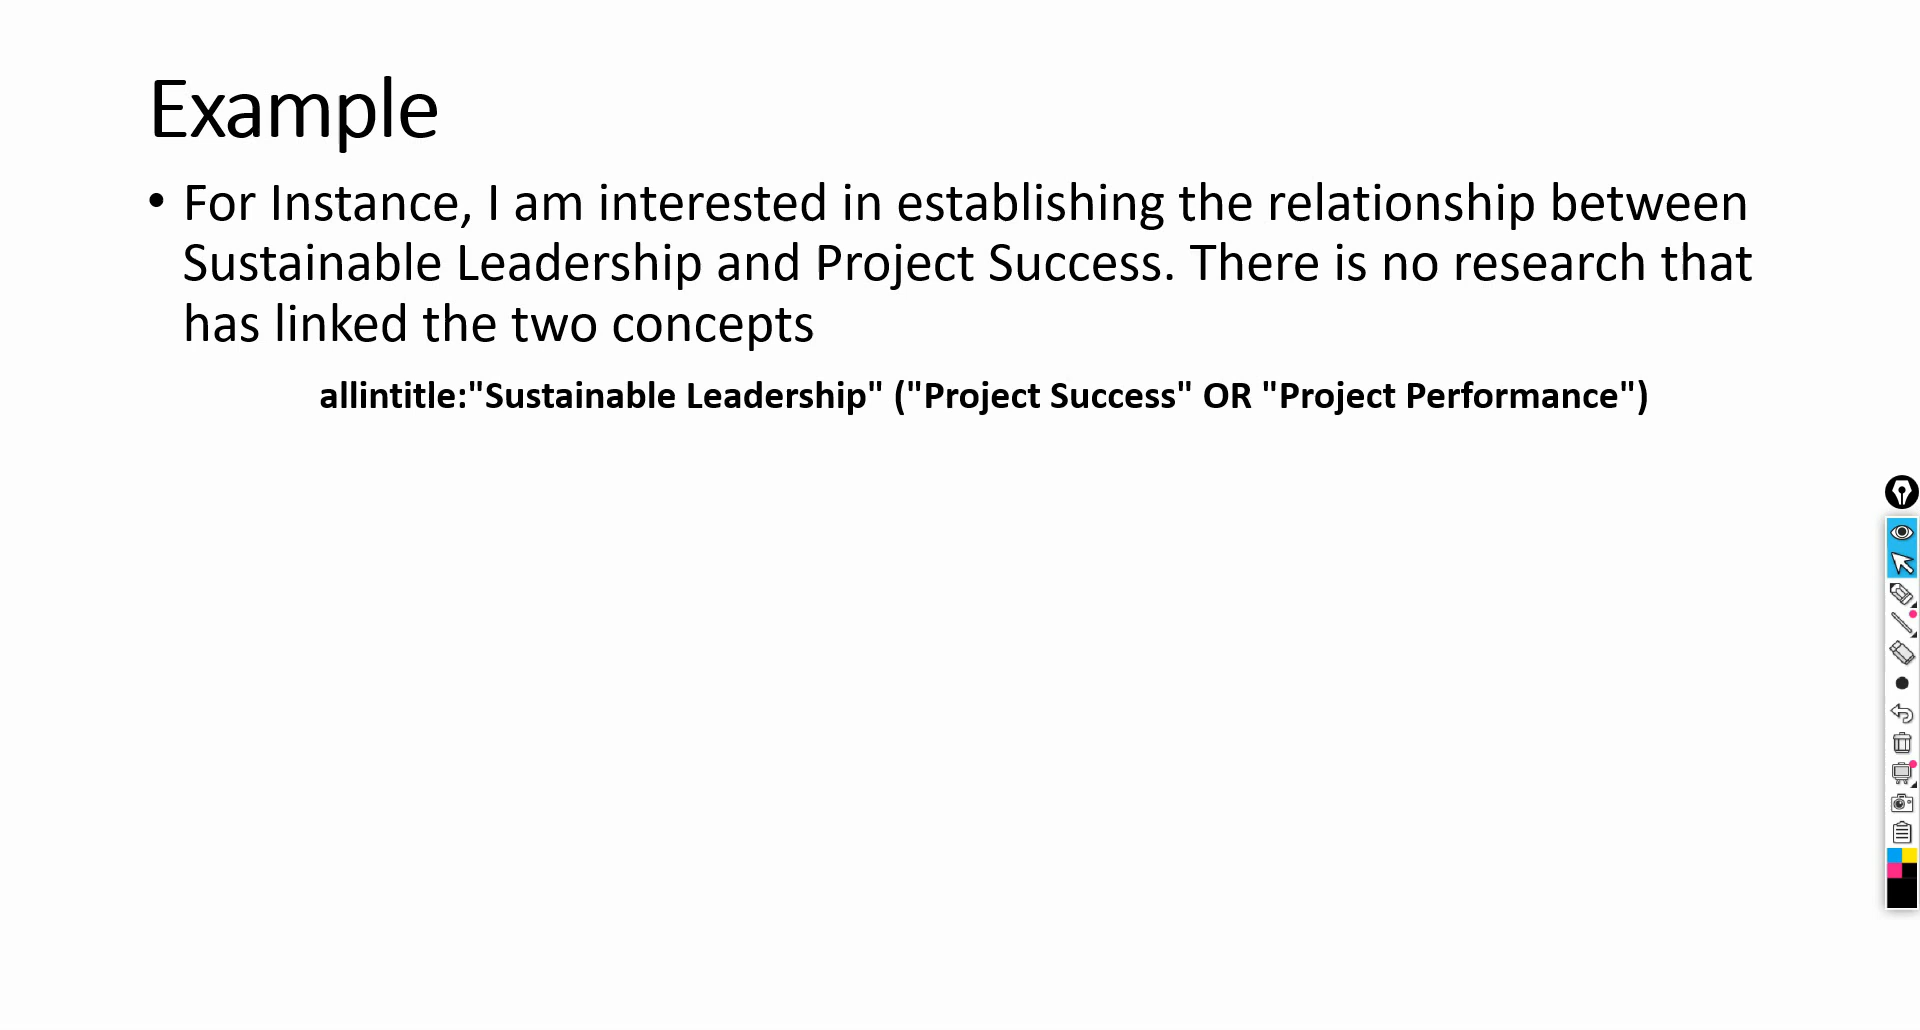 Example
• For Instance, I am interested in establishing the relationship between
Sustainable Leadership and Project Success. There is no research that
has linked the two concepts
allintitle:"Sustainable Leadership" ("Project Success" OR "Project Performance")